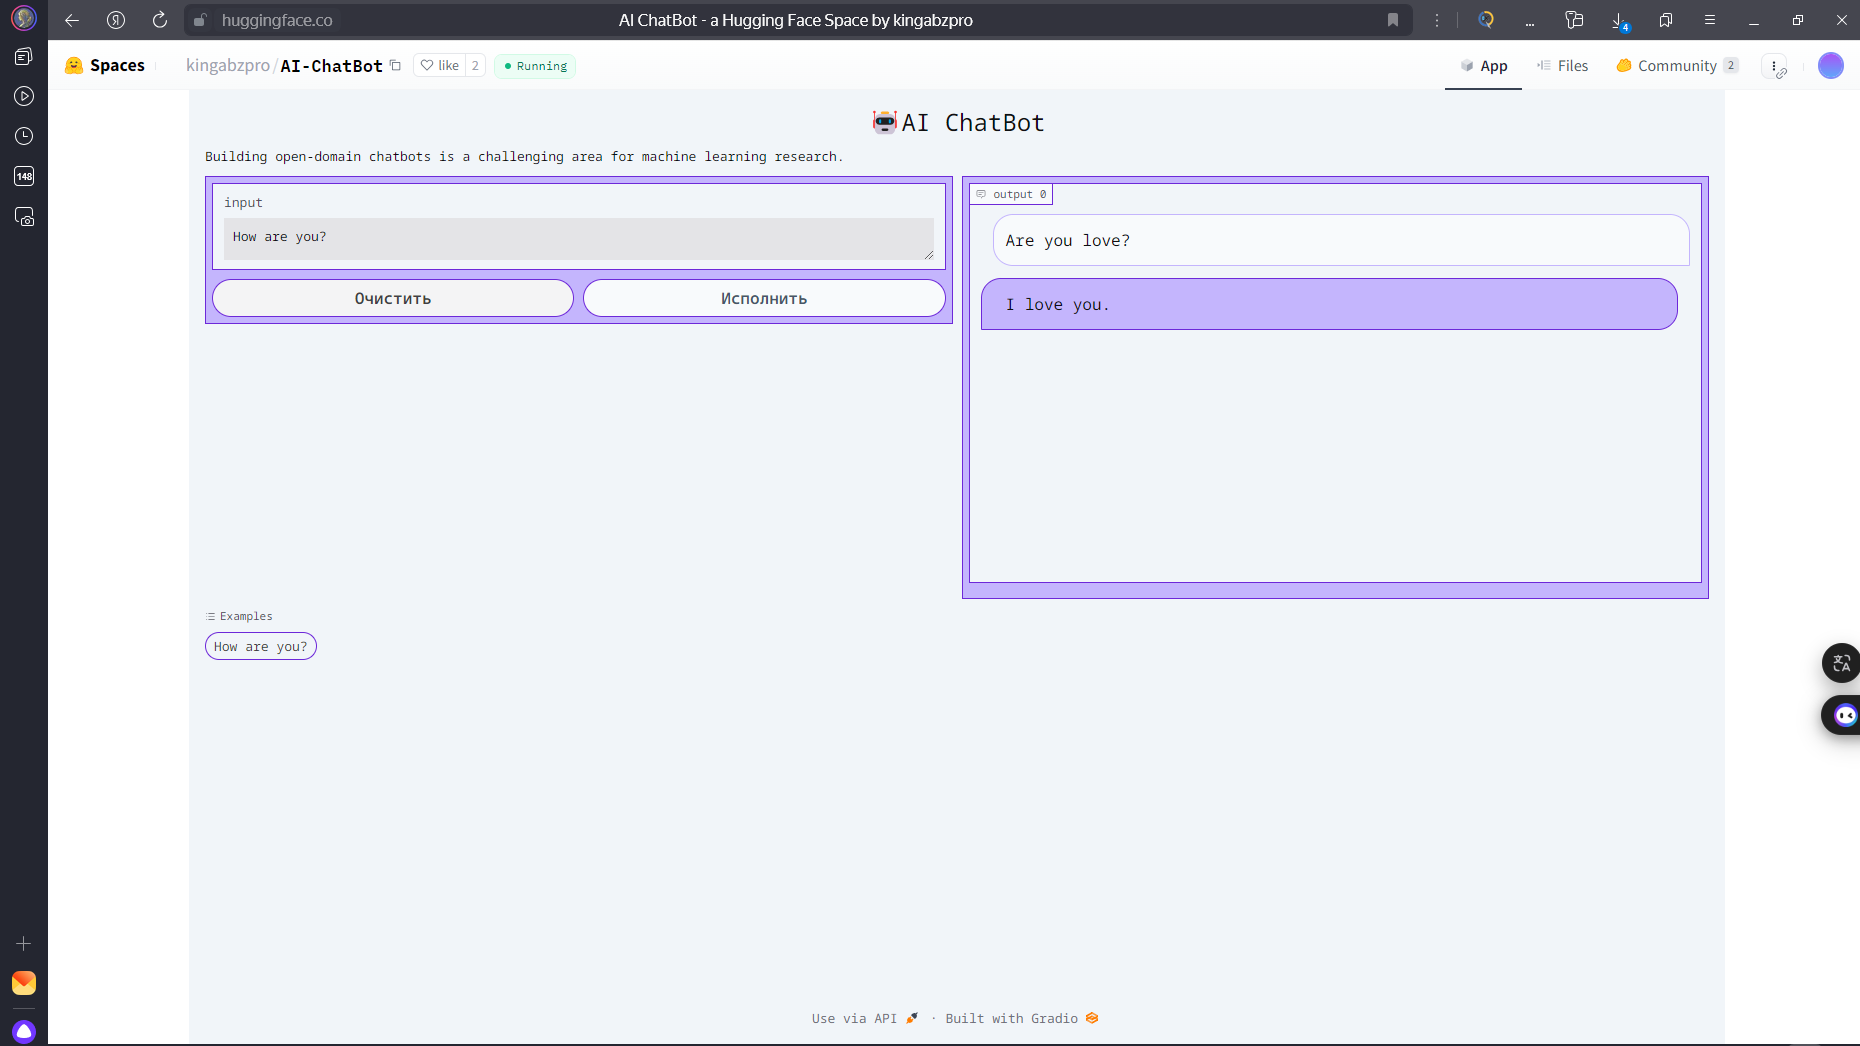 huggingface.co
AI ChatBot - a Hugging Face Space by kingabzpro
4
148
Spaces
kingabzpro/AI-ChatBot
like 2
Running
App
Files
Community 2
AI ChatBot
Building open-domain chatbots is a challenging area for machine learning research.
input
How are you?
Очистить
Исполнить
output 0
Are you love?
I love you.
Examples
How are you?
Use via API · Built with Gradio